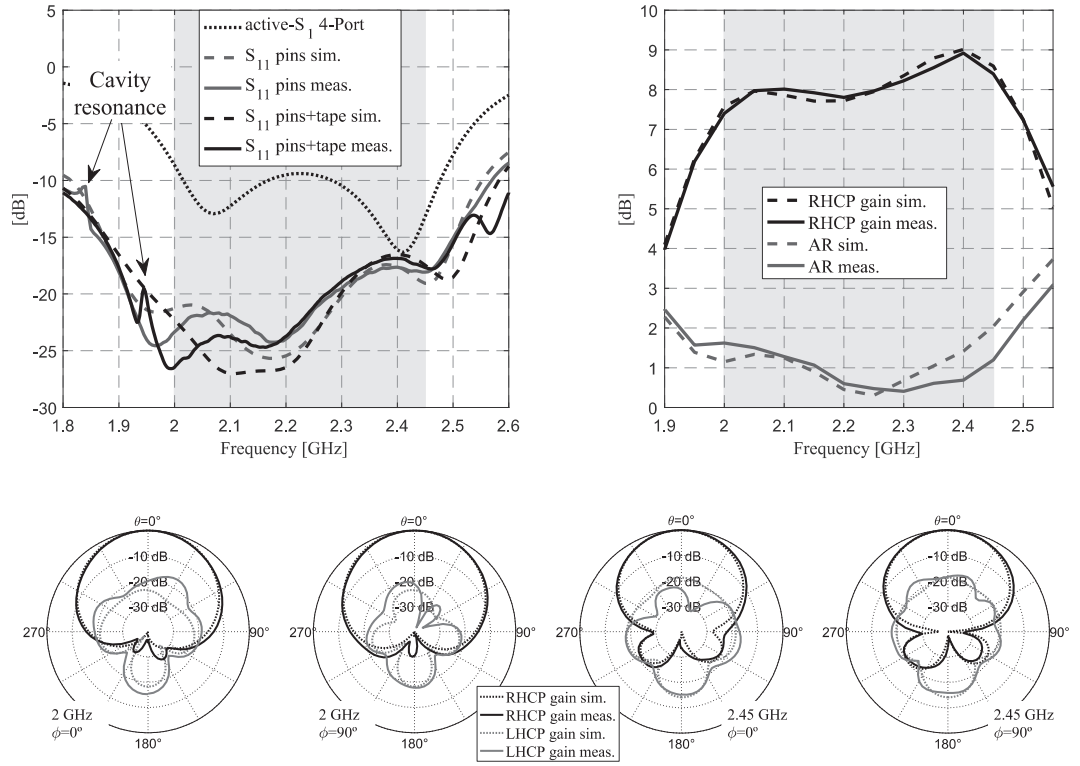 5
0
-5
-10
-15
-20
-25
-30
[dB]
1.8
1.9
2
2.1
2.2
2.3
2.4
2.5
2.6
Frequency [GHz]
active-S1 4-Port
S11 pins sim.
S11 pins meas.
S11 pins+tape sim.
S11 pins+tape meas.
Cavity
resonance
10
9
8
7
6
5
4
3
2
1
0
[dB]
1.9
2
2.1
2.2
2.3
2.4
2.5
Frequency [GHz]
RHCP gain sim.
RHCP gain meas.
AR sim.
AR meas.
θ=0°
-10 dB
-20 dB
-30 dB
270°
90°
180°
2 GHz
ϕ=0º
θ=0°
-10 dB
-20 dB
-30 dB
270°
90°
180°
2 GHz
ϕ=90º
θ=0°
-10 dB
-20 dB
-30 dB
270°
90°
180°
2.45 GHz
ϕ=0º
θ=0°
-10 dB
-20 dB
-30 dB
270°
90°
180°
2.45 GHz
ϕ=90º
RHCP gain sim.
RHCP gain meas.
LHCP gain sim.
LHCP gain meas.